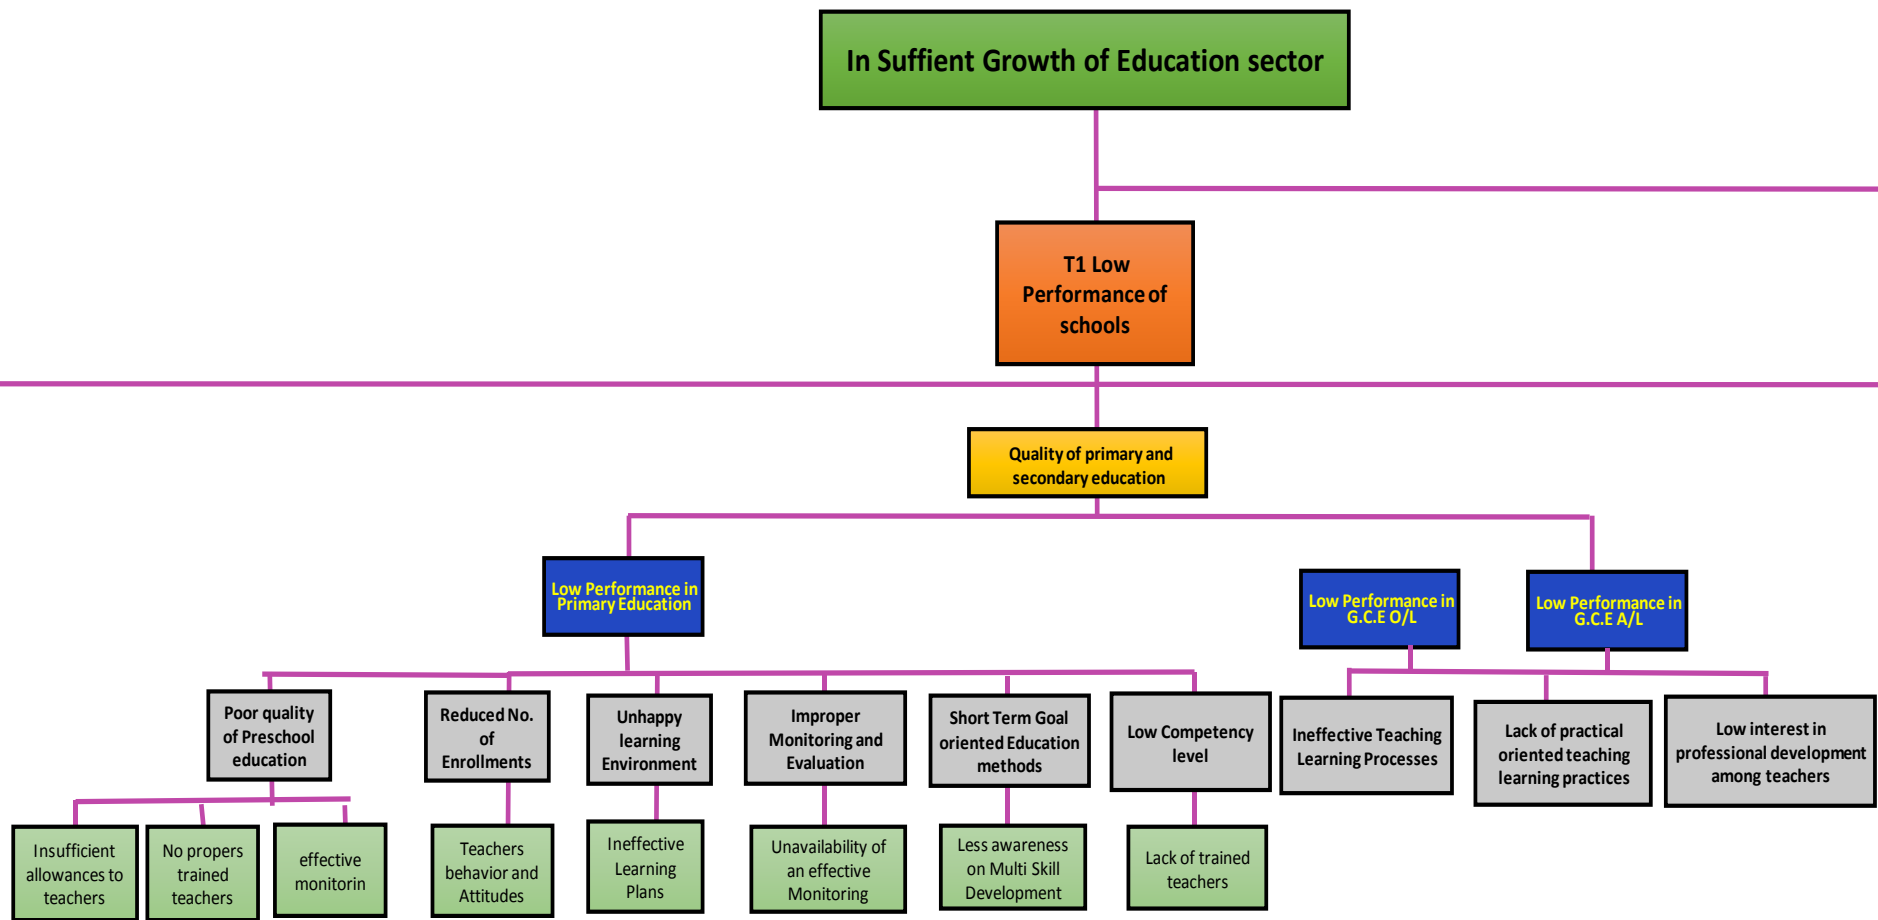 In Suffient Growth of Education sector
T1 Low
Performance of
schools
Quality of primary and
secondary education
Low Performance in
Primary Education
Low Performance in
G.C.E O/L
Low Performance in
G.C.E A/L
Poor quality
of Preschool
education
Reduced No.
of
Enrollments
Unhappy
learning
Environment
Improper
Monitoring and
Evaluation
Short Term Goal
oriented Education
methods
Low Competency
level
Ineffective Teaching
Learning Processes
Lack of practical
oriented teaching
learning practices
Low interest in
professional development
among teachers
Insufficient
allowances to
teachers
No propers
trained
teachers
effective
monitorin
Teachers
behavior and
Attitudes
Ineffective
Learning
Plans
Unavailability of
an effective
Monitoring
Less awareness
on Multi Skill
Development
Lack of trained
teachers